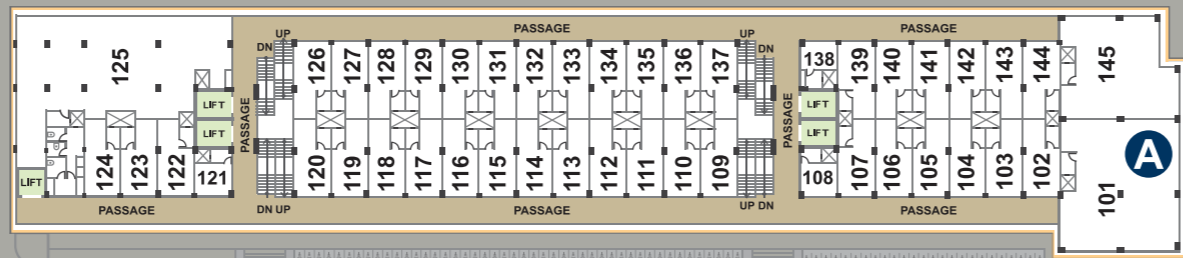 PASSAGE
PASSAGE
UP
UP
DN
DN
125
126
127
128
129
130
131
132
133
134
135
136
137
138
139
140
141
142
143
144
145
LIFT
LIFT
LIFT
LIFT
PASSAGE
PASSAGE
A
LIFT
124
123
122
121
120
119
118
117
116
115
114
113
112
111
110
109
108
107
106
105
104
103
102
101
PASSAGE
DN UP
PASSAGE
UP DN
PASSAGE